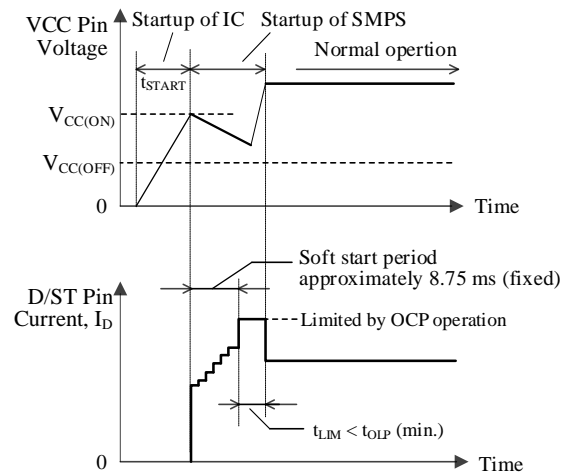 Startup of IC
Startup of SMPS
VCC Pin
Voltage
Normal opertion
tSTART
VCC(ON)
VCC(OFF)
0
Time
Soft start period
approximately 8.75 ms (fixed)
D/ST Pin
Current, ID
Limited by OCP operation
tLIM < tOLP (min.)
0
Time